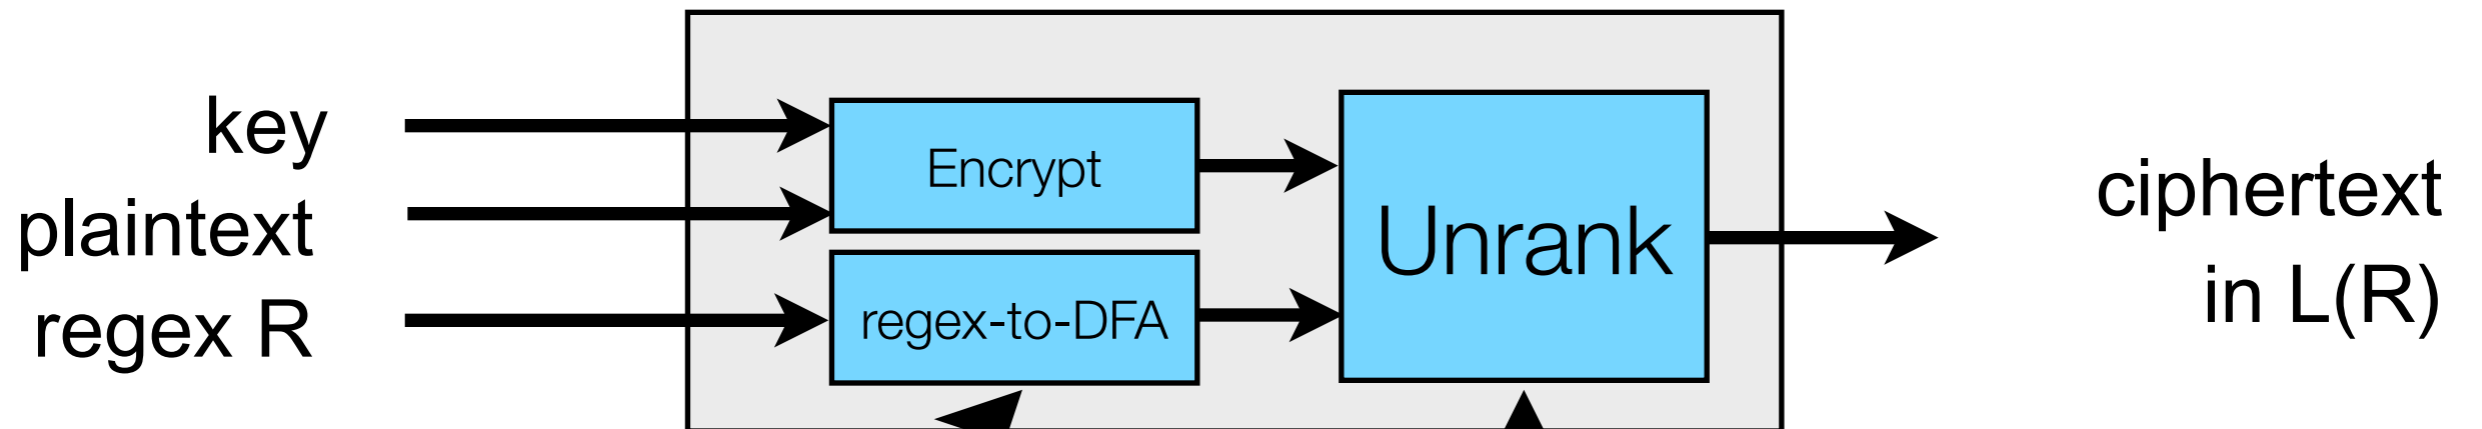 key
plaintext
regex R
Encrypt
regex-to-DFA
Unrank
ciphertext
in L(R)